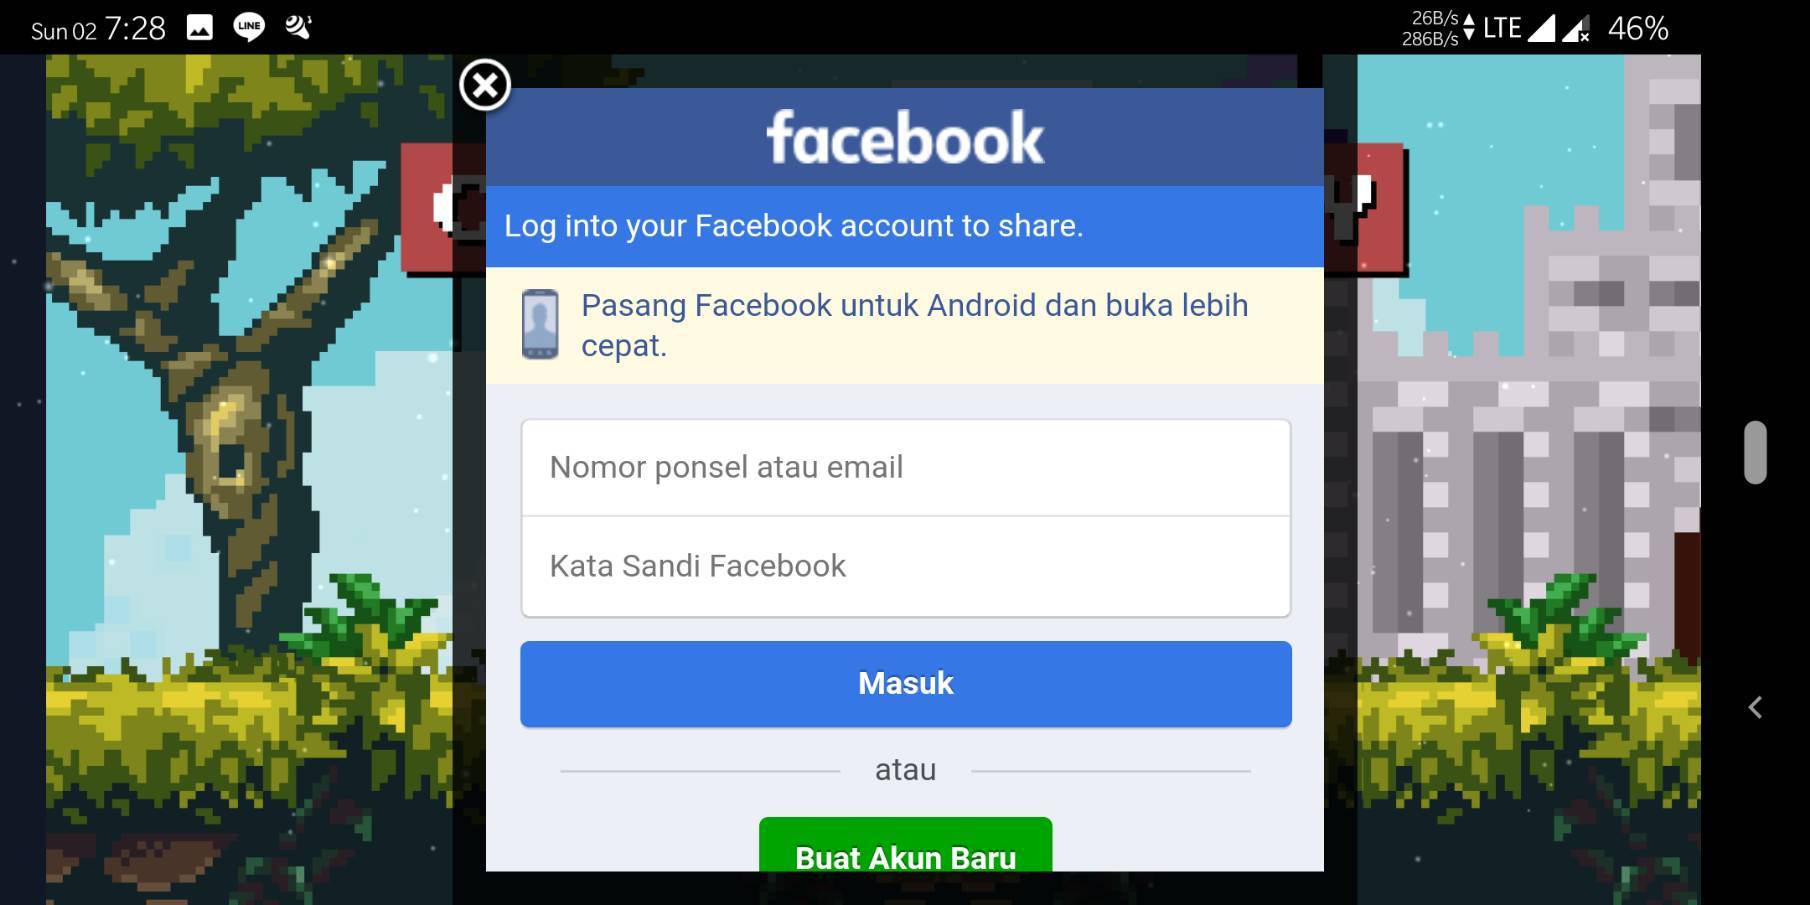 Sun 02 7:28 LINE 26B/s 286B/s LTE 46%
facebook
Log into your Facebook account to share.
Pasang Facebook untuk Android dan buka lebih
cepat.
Nomor ponsel atau email
Kata Sandi Facebook
Masuk
atau
Buat Akun Baru